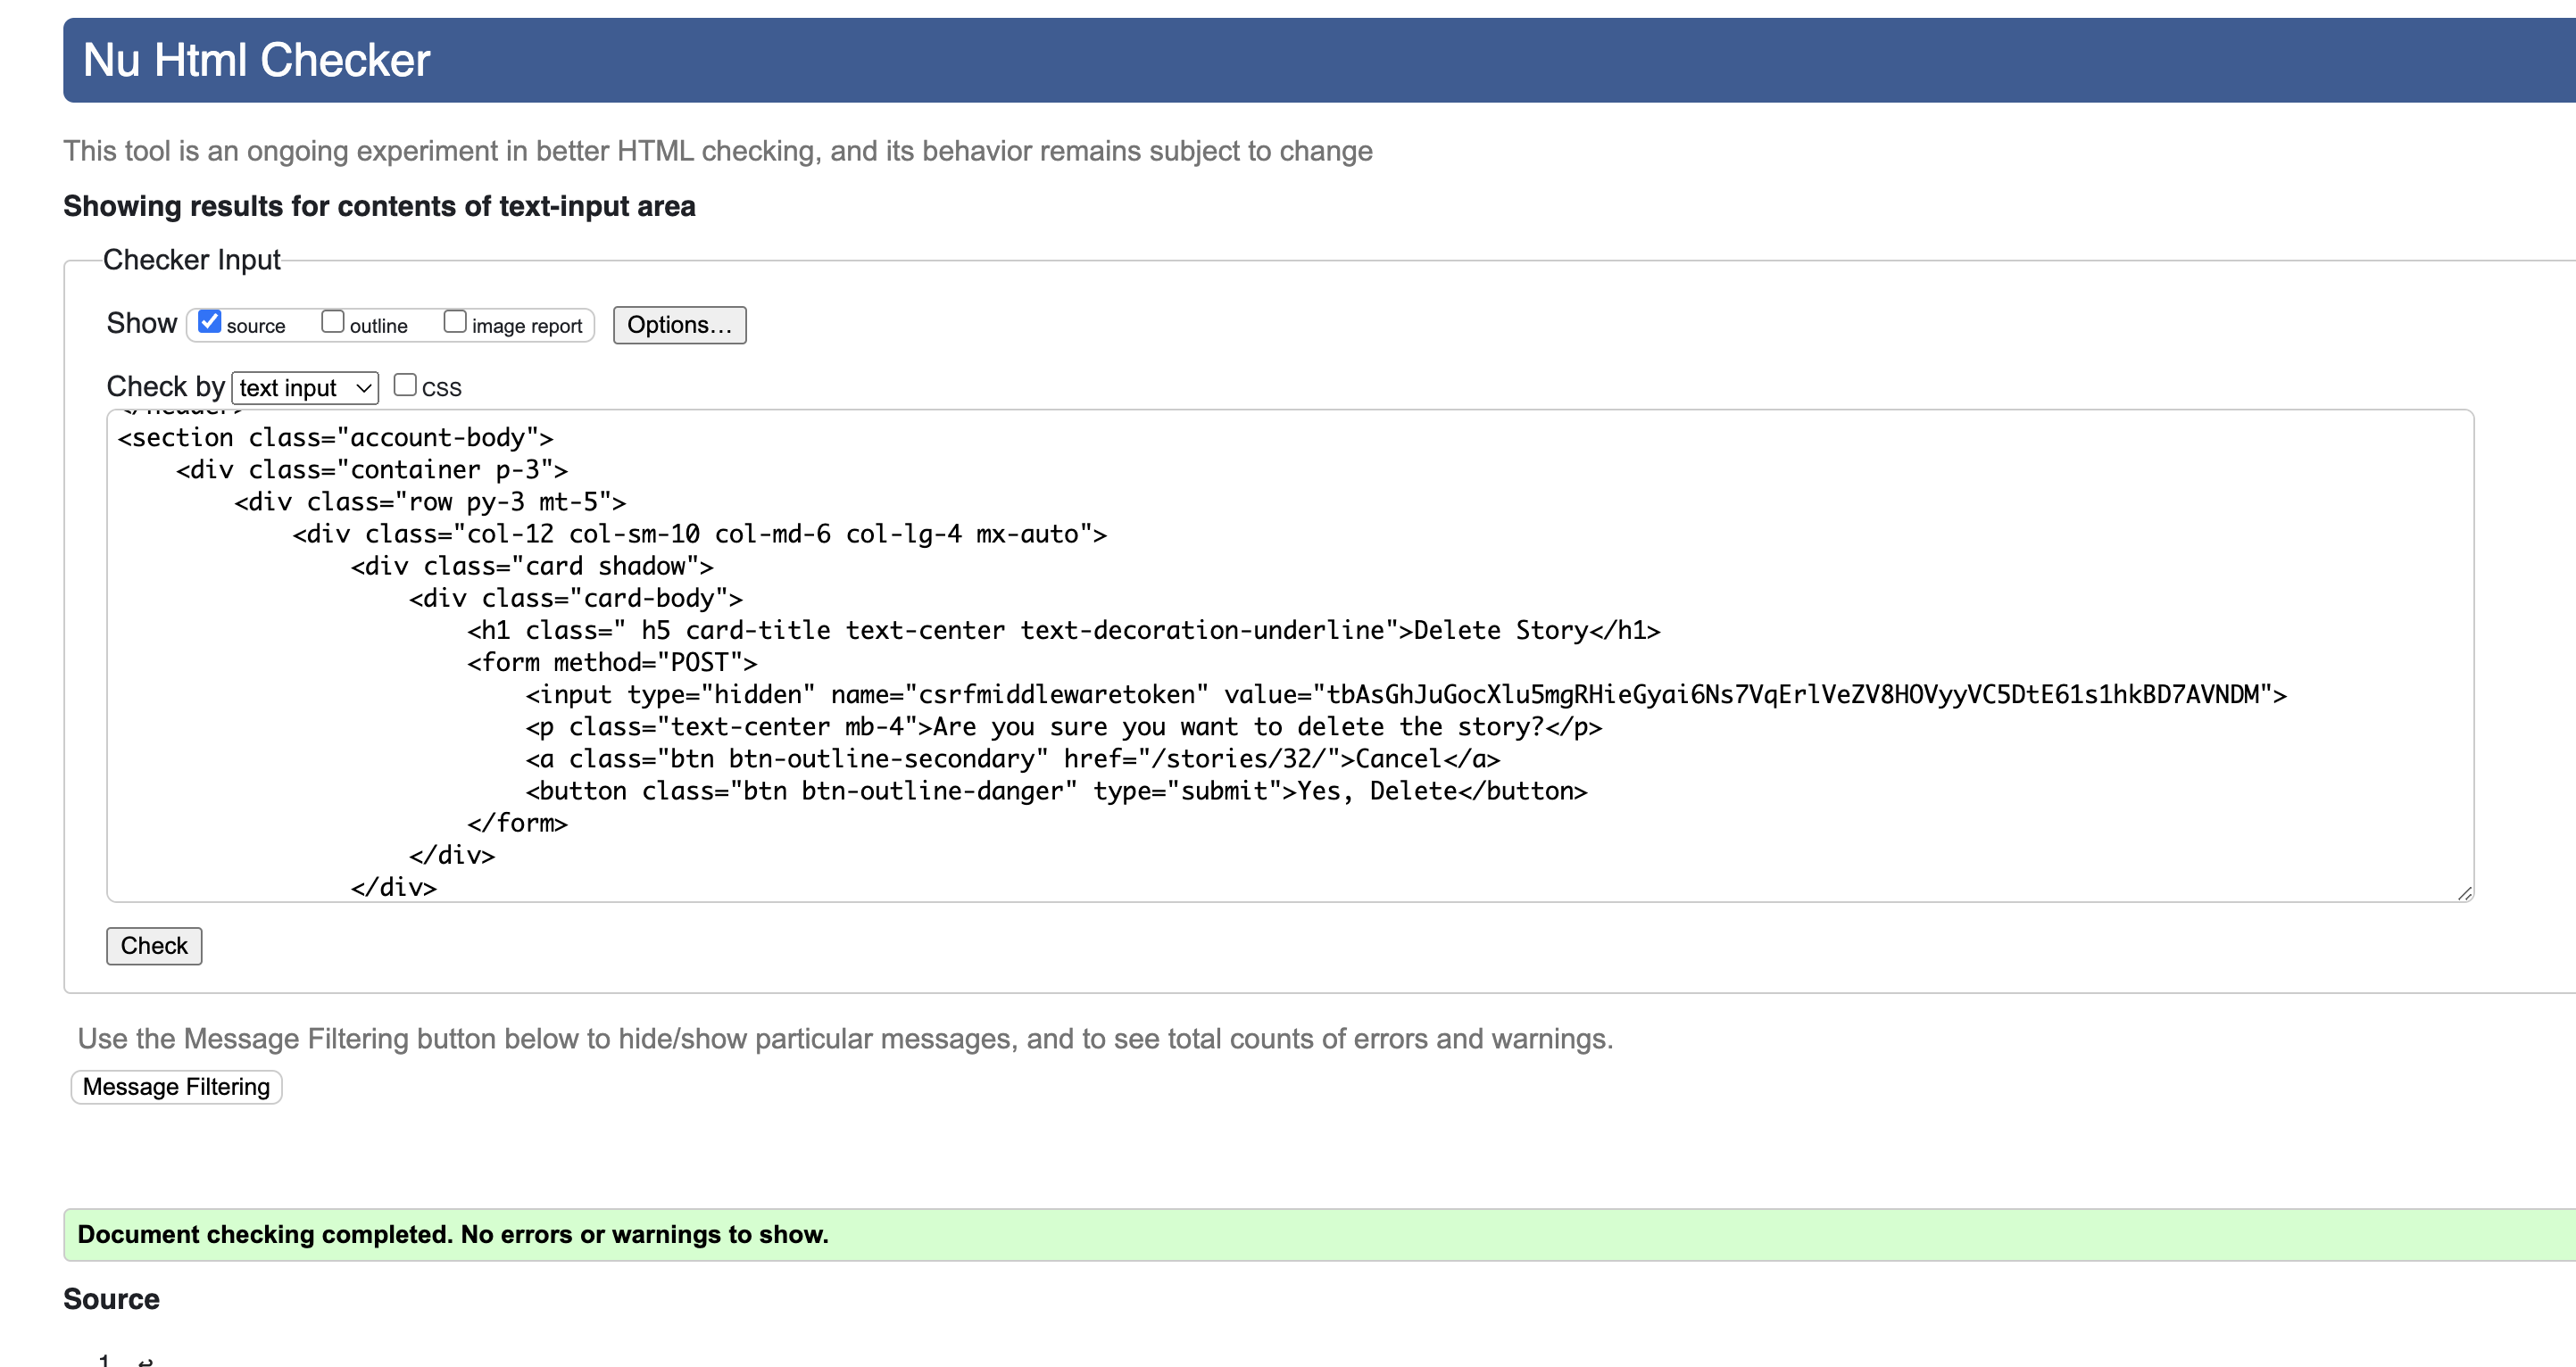 Nu Html Checker
This tool is an ongoing experiment in better HTML checking, and its behavior remains subject to change
Showing results for contents of text-input area
Checker Input
Show source outline image report Options...
Check by text input CSS
</header>
<section class="account-body">
<div class="container p-3">
<div class="row py-3 mt-5">
<div class="col-12 col-sm-10 col-md-6 col-lg-4 mx-auto">
<div class="card shadow">
<div class="card-body">
<h1 class=" h5 card-title text-center text-decoration-underline">Delete Story</h1>
<form method="POST">
<input type="hidden" name="csrfmiddlewaretoken" value="tbAsGhJuGocXlu5mgRHieGyai6Ns7VqErlVeZV8HOVyyVC5DtE61s1hkBD7AVNDM">
<p class="text-center mb-4">Are you sure you want to delete the story?</p>
<a class="btn btn-outline-secondary" href="/stories/32/">Cancel</a>
<button class="btn btn-outline-danger" type="submit">Yes, Delete</button>
</form>
</div>
</div>
Check
Use the Message Filtering button below to hide/show particular messages, and to see total counts of errors and warnings.
Message Filtering
Document checking completed. No errors or warnings to show.
Source
1. ↩